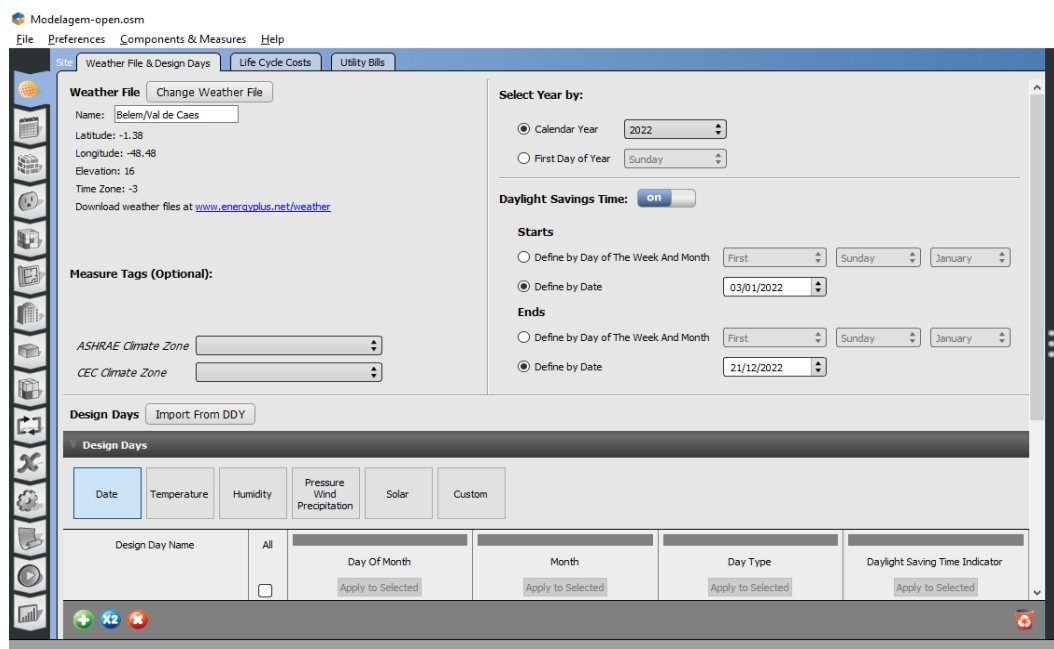 Modelagem-open.osm
File Preferences Components & Measures Help
Site Weather File & Design Days Life Cycle Costs Utility Bills
Weather File Change Weather File
Name: Belem/Val de Caes
Latitude: -1.38
Longitude: -48.48
Elevation: 16
Time Zone: -3
Download weather files at www.energyplus.net/weather
Measure Tags (Optional):
ASHRAE Climate Zone
CEC Climate Zone
Select Year by:
Calendar Year 2022
First Day of Year Sunday
Daylight Savings Time: on
Starts
Define by Day of The Week And Month First Sunday January
Define by Date 03/01/2022
Ends
Define by Day of The Week And Month First Sunday January
Define by Date 21/12/2022
Design Days Import From DDY
Design Days
Date Temperature Humidity Pressure Wind Precipitation Solar Custom
Design Day Name All Day Of Month Month Day Type Daylight Saving Time Indicator
Apply to Selected Apply to Selected Apply to Selected Apply to Selected
X2